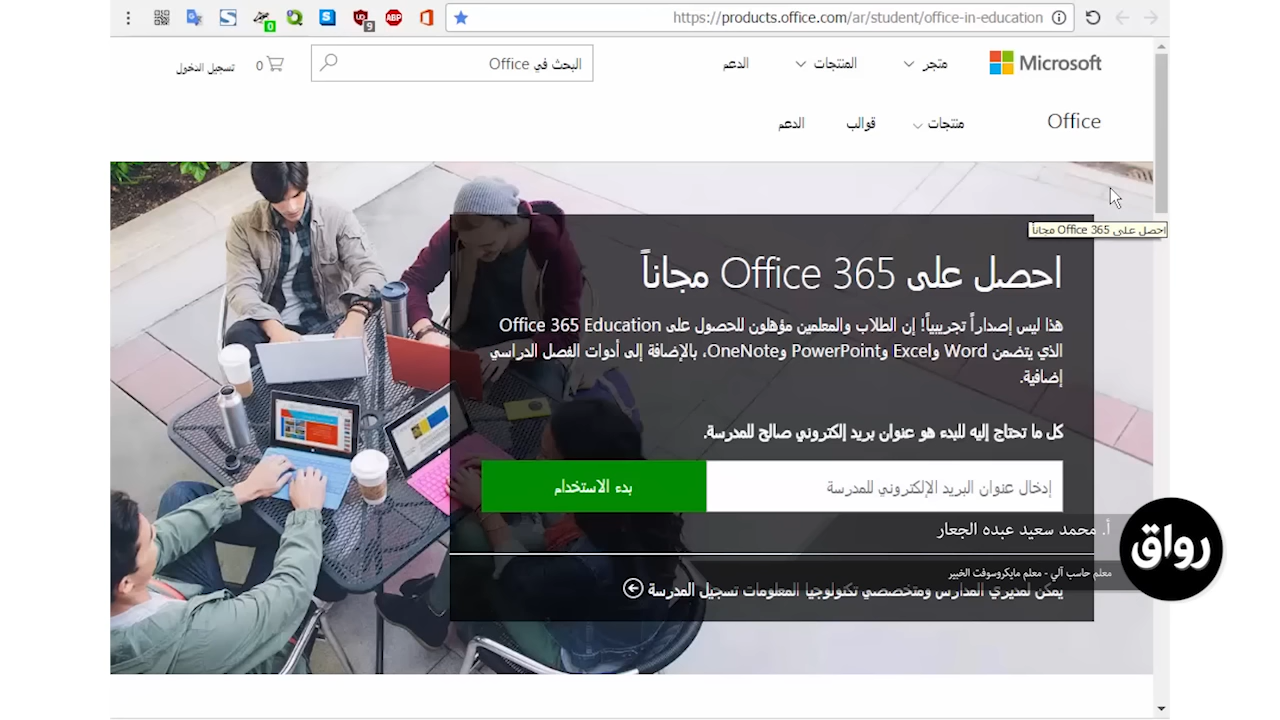 https://products.office.com/ar/student/office-in-education
0
9
ABP
Microsoft
متجر
المنتجات
الدعم
البحث في Office
0
تسجيل الدخول
Office
منتجات
قوالب
الدعم
احصل على Office 365 مجاناً
احصل على Office 365 مجاناً
هذا ليس إصداراً تجريبياً! إن الطلاب والمعلمين مؤهلون للحصول على Office 365 Education
الذي يتضمن Word وExcel وPowerPoint وOneNote، بالإضافة إلى أدوات الفصل الدراسي
إضافية.
كل ما تحتاج إليه للبدء هو عنوان بريد إلكتروني صالح للمدرسة.
إدخال عنوان البريد الإلكتروني للمدرسة
بدء الاستخدام
أ. محمد سعيد عبده الجعار
معلم حاسب آلي - معلم مايكروسوفت الخبير
رواق
يمكن لمديري المدارس ومتخصصي تكنولوجيا المعلومات تسجيل المدرسة